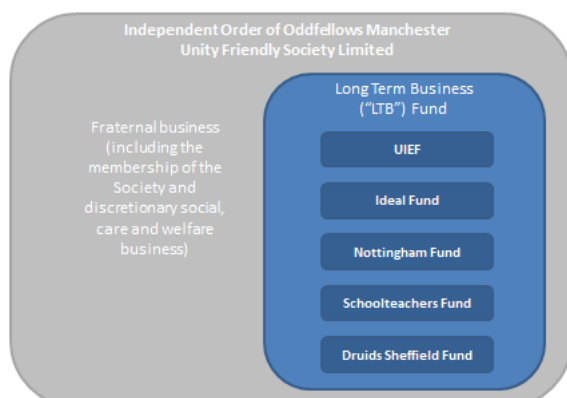 Independent Order of Oddfellows Manchester
Unity Friendly Society Limited
Fraternal business
(including the
membership of the
Society and
discretionary social,
care and welfare
business)
Long Term Business
("LTB") Fund
UIEF
Ideal Fund
Nottingham Fund
Schoolteachers Fund
Druids Sheffield Fund